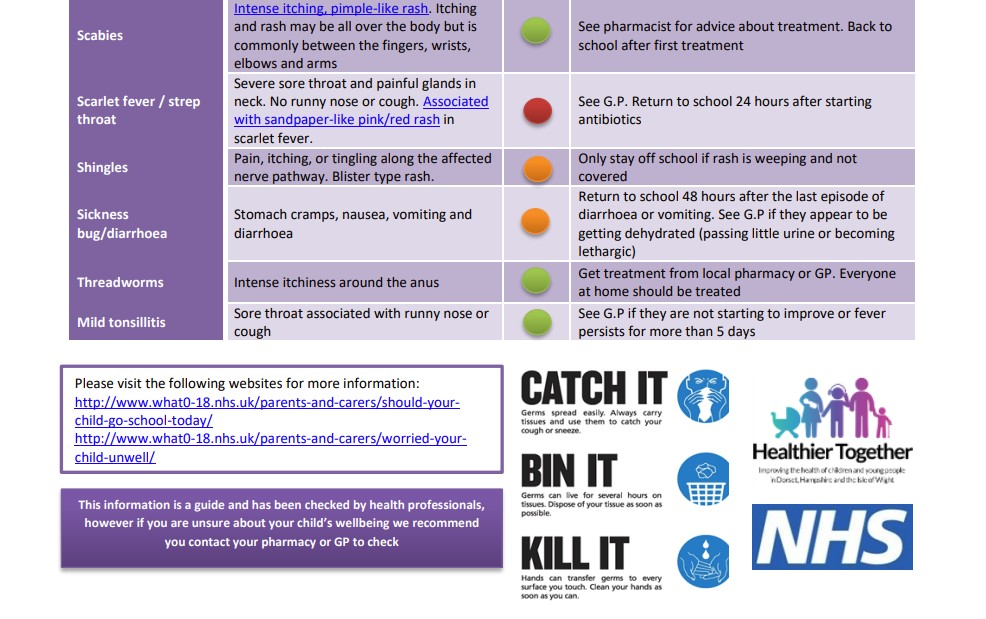 Scabies
Intense itching, pimple-like rash. Itching
and rash may be all over the body but is
commonly between the fingers, wrists,
elbows and arms
See pharmacist for advice about treatment. Back to
school after first treatment
Scarlet fever / strep
throat
Severe sore throat and painful glands in
neck. No runny nose or cough. Associated
with sandpaper-like pink/red rash in
scarlet fever.
See G.P. Return to school 24 hours after starting
antibiotics
Shingles
Pain, itching, or tingling along the affected
nerve pathway. Blister type rash.
Only stay off school if rash is weeping and not
covered
Sickness
bug/diarrhoea
Stomach cramps, nausea, vomiting and
diarrhoea
Return to school 48 hours after the last episode of
diarrhoea or vomiting. See G.P if they appear to be
getting dehydrated (passing little urine or becoming
lethargic)
Threadworms
Intense itchiness around the anus
Get treatment from local pharmacy or GP. Everyone
at home should be treated
Mild tonsillitis
Sore throat associated with runny nose or
cough
See G.P if they are not starting to improve or fever
persists for more than 5 days
Please visit the following websites for more information:
http://www.what0-18.nhs.uk/parents-and-carers/should-your-
child-go-school-today/
http://www.what0-18.nhs.uk/parents-and-carers/worried-your-
child-unwell/
This information is a guide and has been checked by health professionals,
however if you are unsure about your child's wellbeing we recommend
you contact your pharmacy or GP to check
CATCH IT
Germs spread easily. Always carry
tissues and use them to catch your
cough or sneeze.
BIN IT
Germs can live for several hours on
tissues. Dispose of your tissue as soon as
possible.
KILL IT
Hands can transfer germs to every
surface you touch. Clean your hands as
soon as you can.
Healthier Together
Improving the health of children and young people
in Dorset, Hampshire and the Isle of Wight
NHS